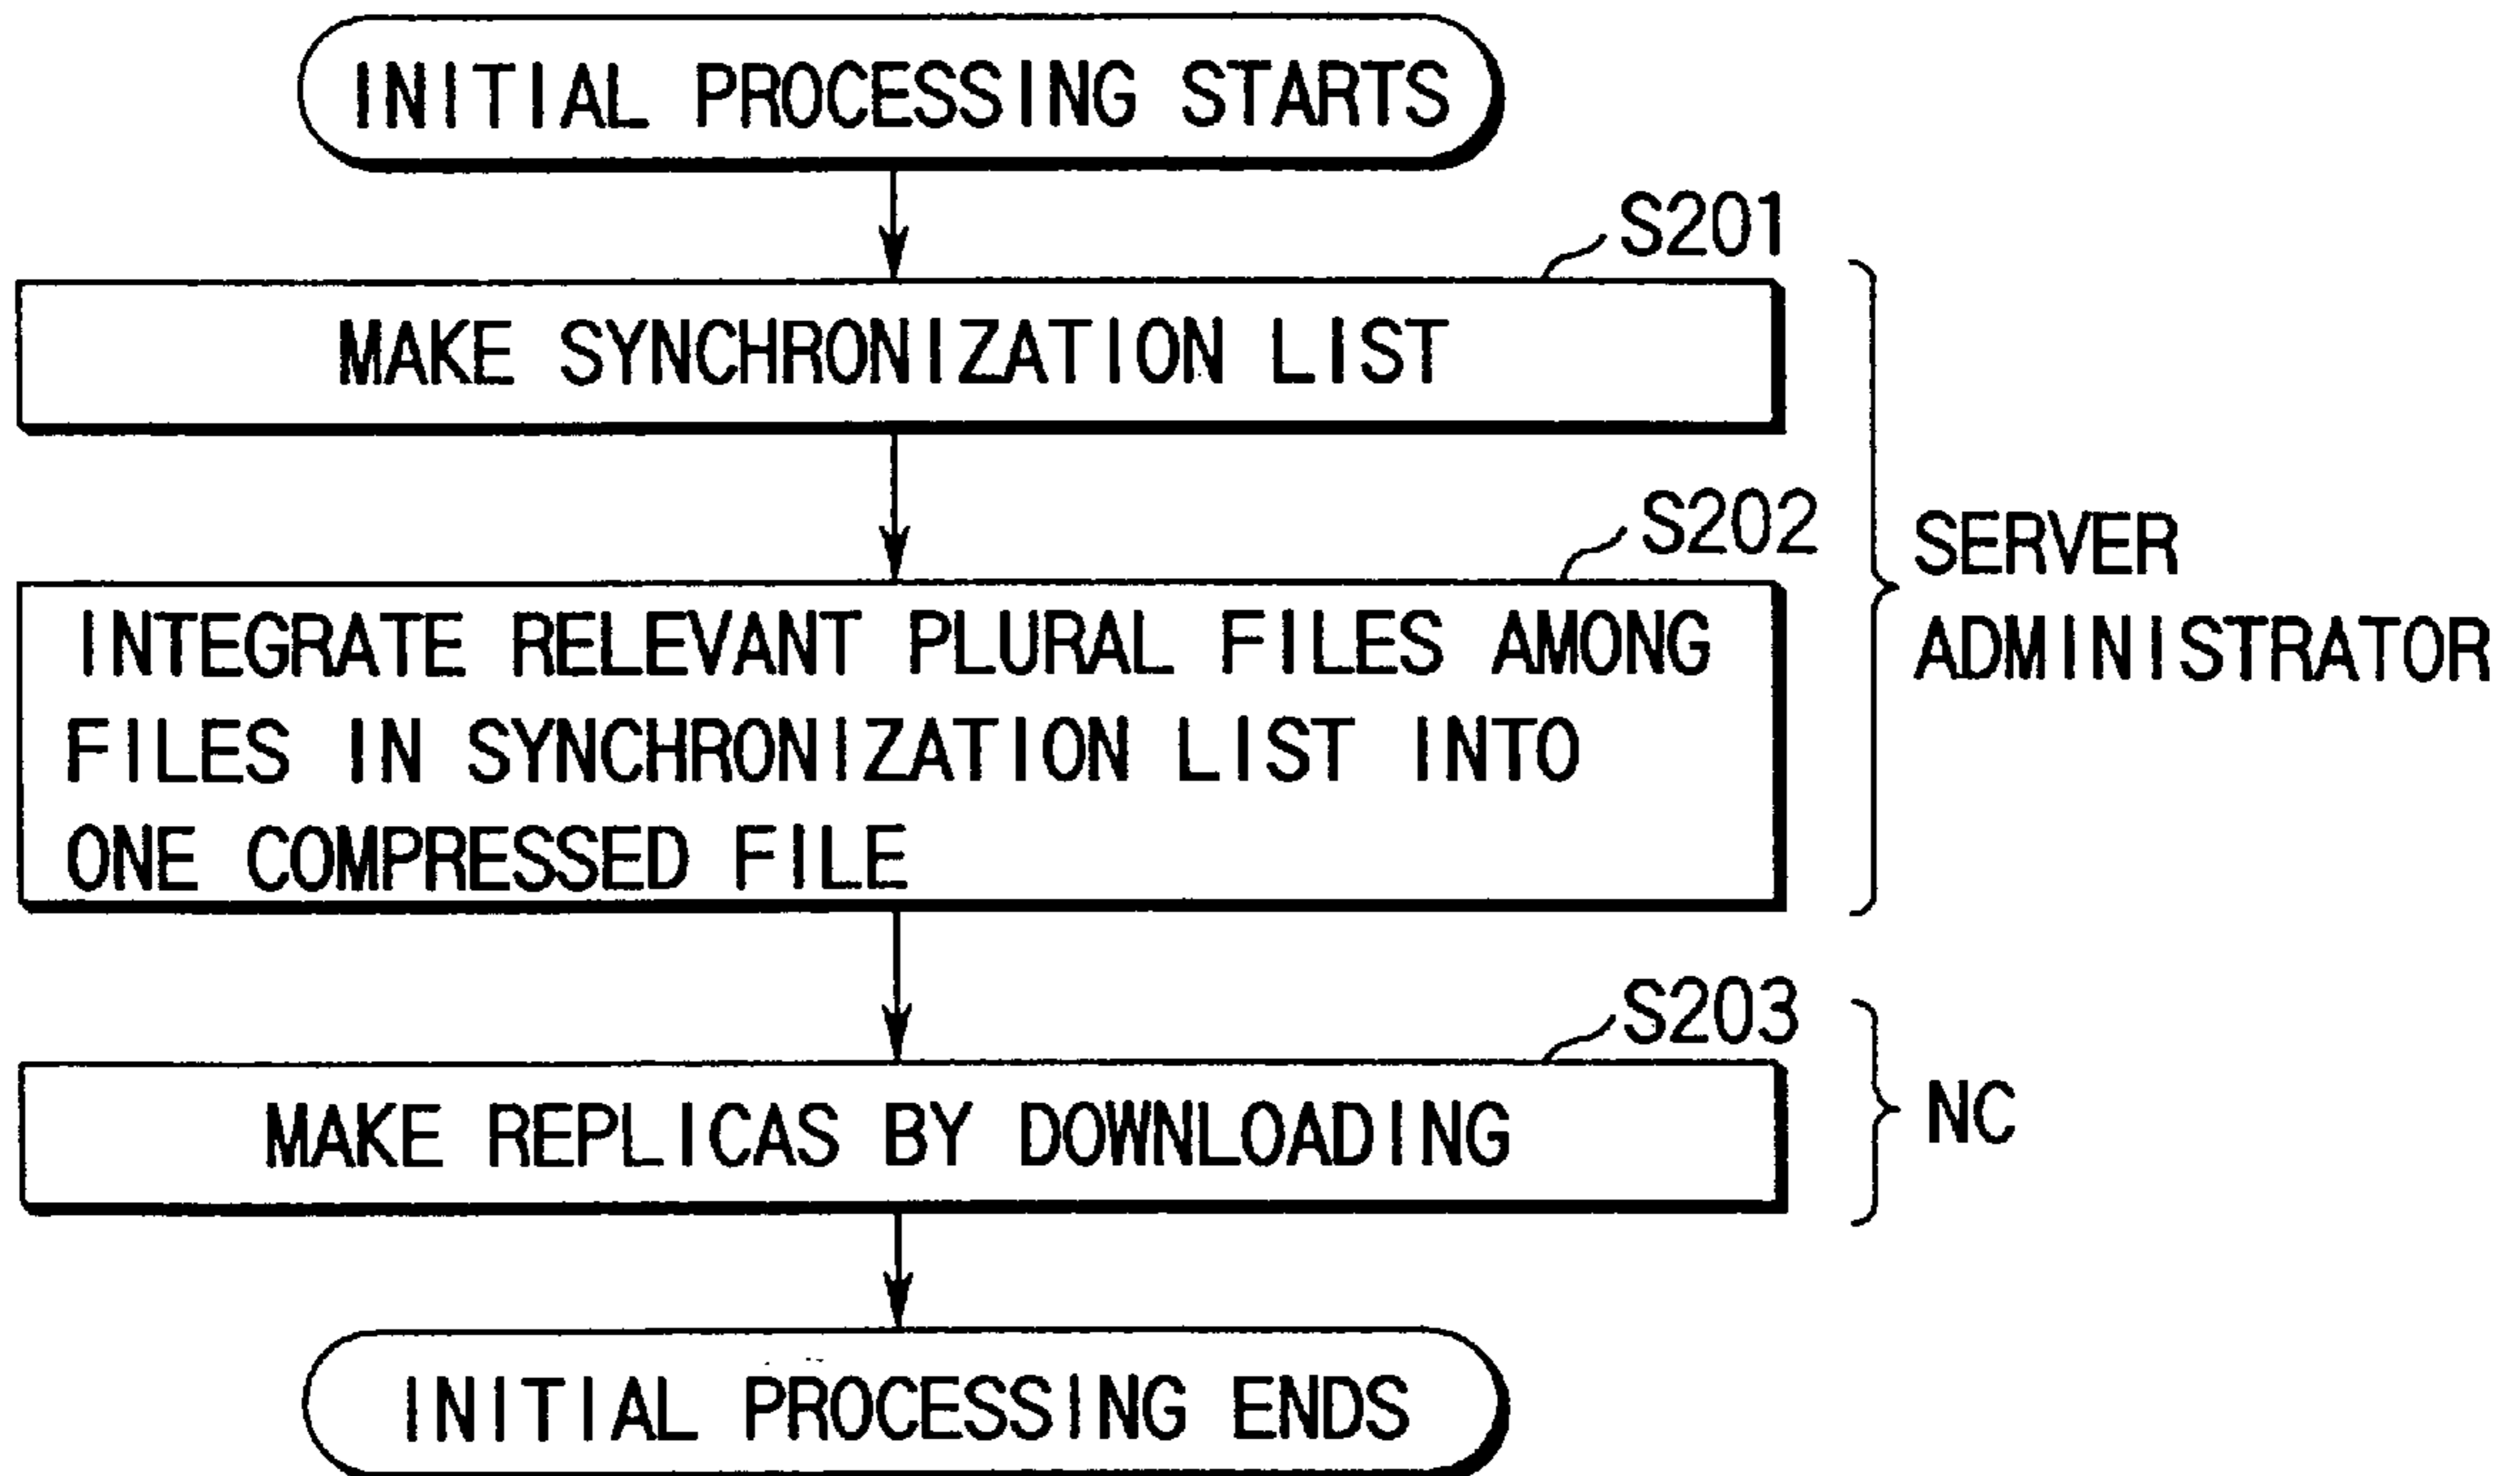 INITIAL PROCESSING STARTS
S201
MAKE SYNCHRONIZATION LIST
S202
INTEGRATE RELEVANT PLURAL FILES AMONG
FILES IN SYNCHRONIZATION LIST INTO
ONE COMPRESSED FILE
SERVER
ADMINISTRATOR
S203
MAKE REPLICAS BY DOWNLOADING
NC
INITIAL PROCESSING ENDS